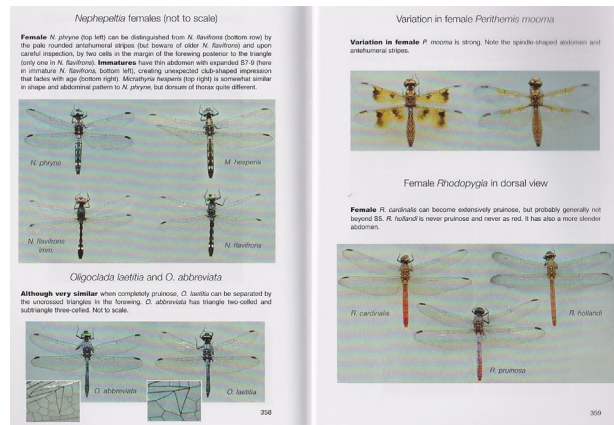 Nephepeltia females (not to scale)
Female N. phryne (top left) can be distinguished from N. flavifrons (bottom row) by
the pale rounded antehumeral stripes (but beware of older N. flavifrons) and upon
careful inspection, by two cells in the margin of the forewing posterior to the triangle
(only one in N. flavifrons). Immatures have thin abdomen with expanded S7-9 (here
in immature N. flavifrons, bottom left), creating unexpected club-shaped impression
that fades with age (bottom right). Micrathyria hesperis (top right) is somewhat similar
in shape and abdominal pattern to N. phryne, but dorsum of thorax quite different.
N. phryne
M. hesperis
N. flavifrons
imm.
N. flavifrons
Oligoclada laetitia and O. abbreviata
Although very similar when completely pruinose, O. laetitia can be separated by
the uncrossed triangles in the forewing. O. abbreviata has triangle two-celled and
subtriangle three-celled. Not to scale.
O. abbreviata
O. laetitia
358
Variation in female Perithemis mooma
Variation in female P. mooma is strong. Note the spindle-shaped abdomen and
antehumeral stripes.
Female Rhodopygia in dorsal view
Female R. cardinalis can become extensively pruinose, but probably generally not
beyond S5. R. hollandi is never pruinose and never as red. It has also a more slender
abdomen.
R. cardinalis
R. hollandi
R. pruinosa
359